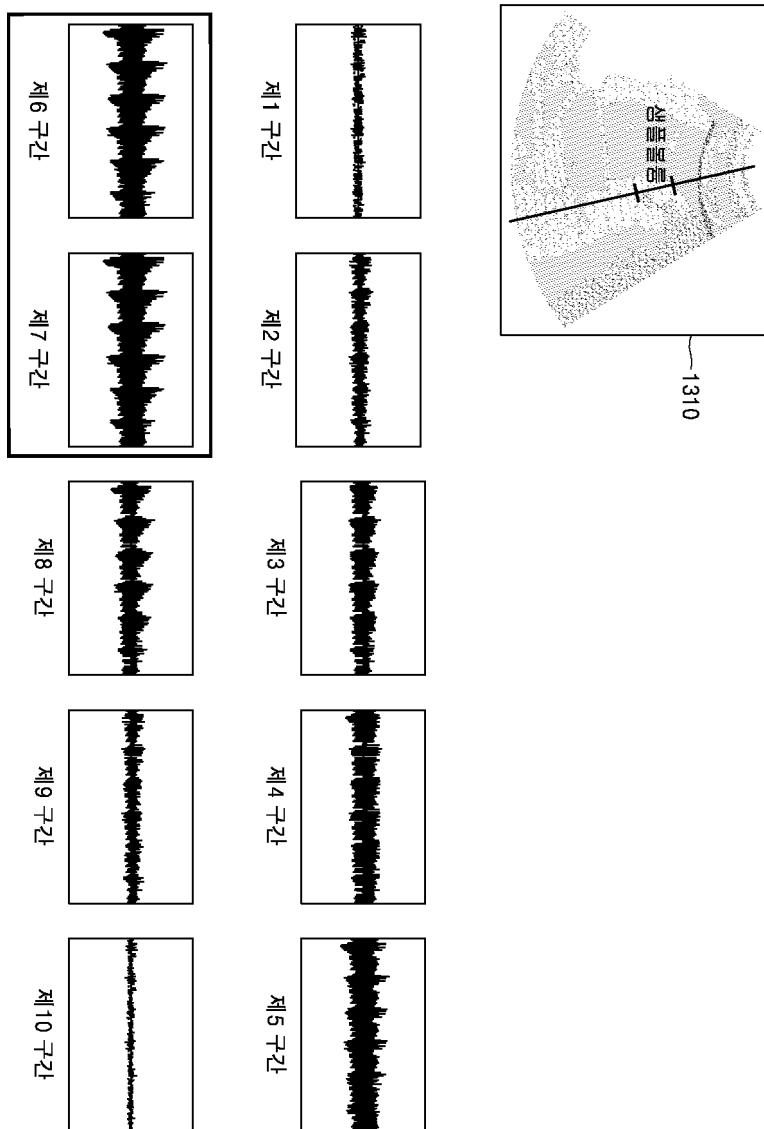 샘플볼륨
1310
제1 구간
제2 구간
제3 구간
제4 구간
제5 구간
제6 구간
제7 구간
제8 구간
제9 구간
제10 구간